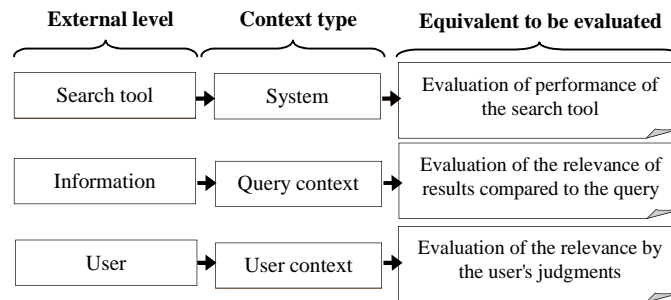 External level
Context type
Equivalent to be evaluated
Search tool
System
Evaluation of performance of
the search tool
Information
Query context
Evaluation of the relevance of
results compared to the query
User
User context
Evaluation of the relevance by
the user's judgments